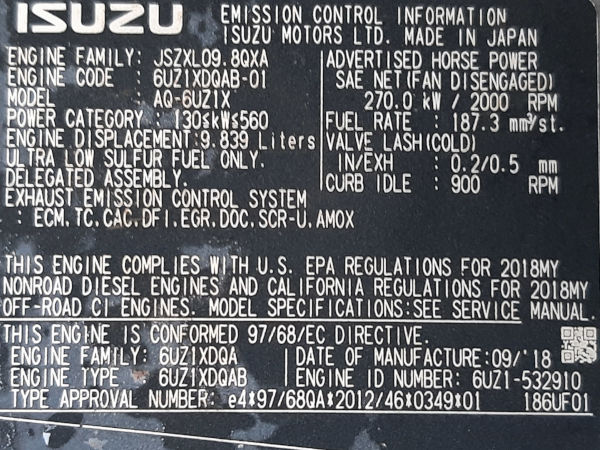 ISUZU EMISSION CONTROL INFORMATION
ISUZU MOTORS LTD. MADE IN JAPAN
ENGINE FAMILY: JSZXL09.8QXA
ENGINE CODE : 6UZ1XDQAB-01
MODEL : AQ-6UZ1X
POWER CATEGORY : 130≤kW≤560
ENGINE DISPLACEMENT:9.839 Liters
ULTRA LOW SULFUR FUEL ONLY.
DELEGATED ASSEMBLY.
EXHAUST EMISSION CONTROL SYSTEM
: ECM,TC,CAC,DFI,EGR,DOC,SCR-U,AMOX
ADVERTISED HORSE POWER
SAE NET(FAN DISENGAGED)
270.0 kW / 2000 RPM
FUEL RATE : 187.3 mm³/st.
VALVE LASH(COLD)
IN/EXH : 0.2/0.5 mm
CURB IDLE : 900 RPM
THIS ENGINE COMPLIES WITH U.S. EPA REGULATIONS FOR 2018MY
NONROAD DIESEL ENGINES AND CALIFORNIA REGULATIONS FOR 2018MY
OFF-ROAD CI ENGINES. MODEL SPECIFICATIONS:SEE SERVICE MANUAL.
THIS ENGINE IS CONFORMED 97/68/EC DIRECTIVE.
ENGINE FAMILY: 6UZ1XDQA DATE OF MANUFACTURE:09/'18
ENGINE TYPE : 6UZ1XDQAB ENGINE ID NUMBER: 6UZ1-532910
TYPE APPROVAL NUMBER: e4*97/68QA*2012/46*0349*01 186UF01